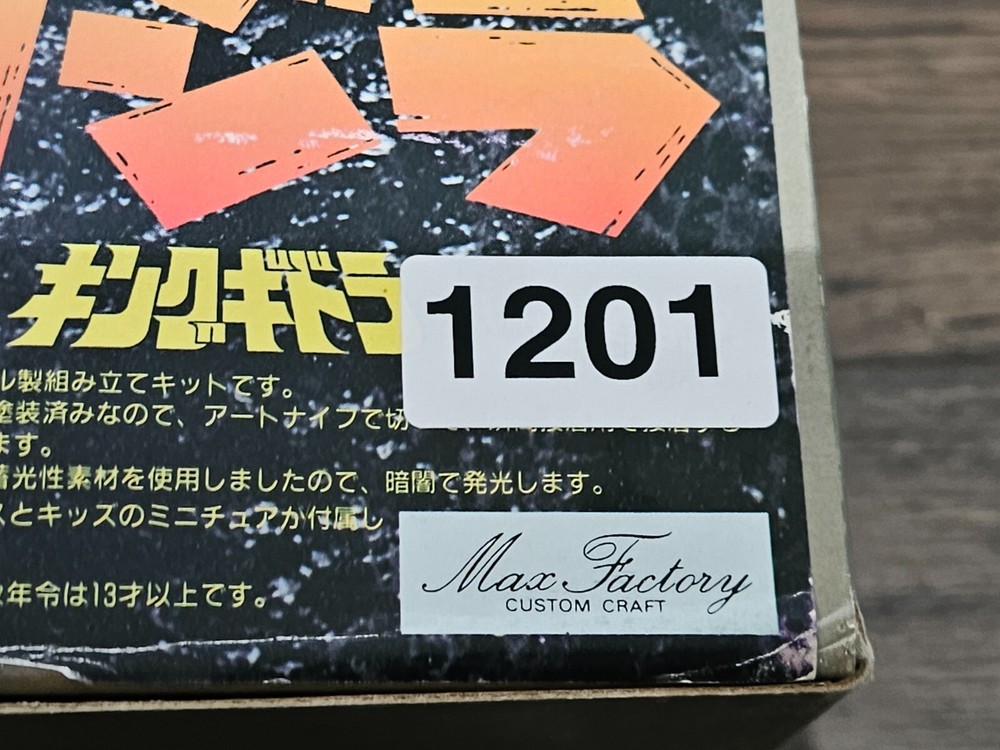 キングギドラ
1201
ル製組み立てキットです。
塗装済みなので、アートナイフで切
ます。
蓄光性素材を使用しましたので、暗闇で発光します。
スとキッズのミニチュアが付属し
年令は13才以上です。
Max Factory
CUSTOM CRAFT